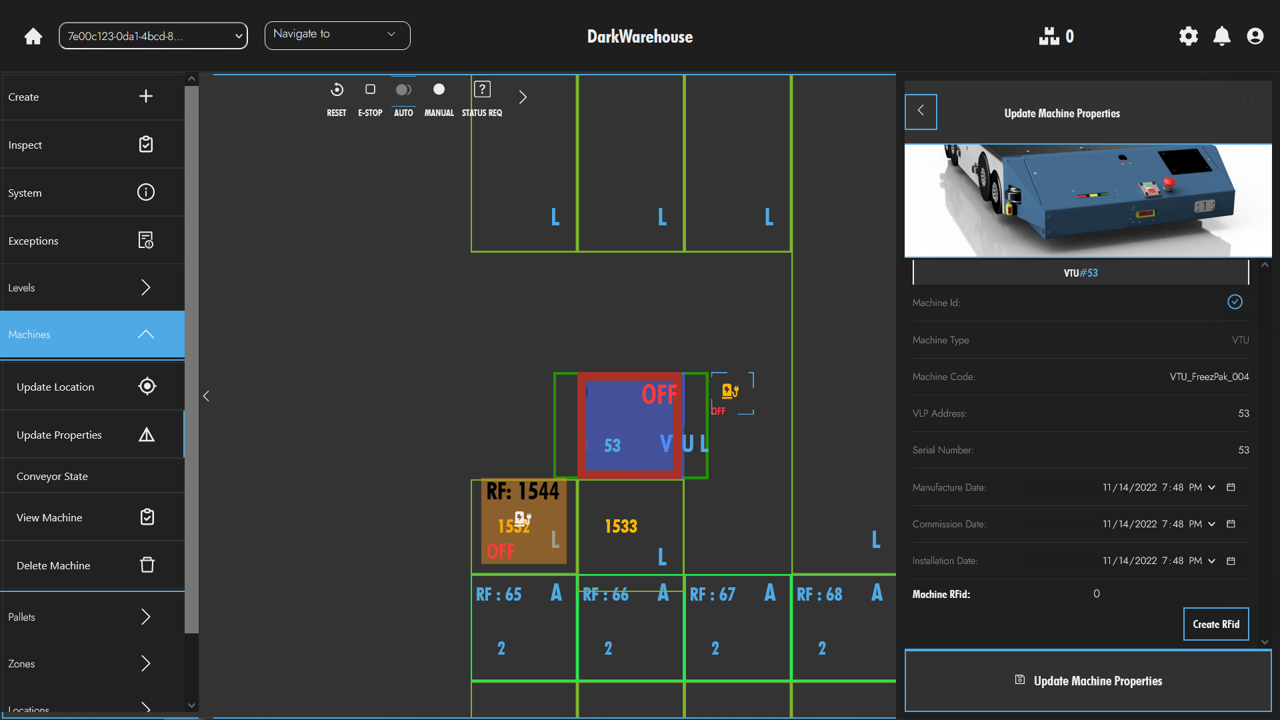 7e00c123-0da1-4bcd-8...
Navigate to
DarkWarehouse
0
Create
Inspect
System
Exceptions
Levels
Machines
Update Location
Update Properties
Conveyor State
View Machine
Delete Machine
Pallets
Zones
Locations
RESET
E-STOP
AUTO
MANUAL
STATUS REQ
L
L
L
OFF
53
V U L
OFF
RF: 1544
1532
OFF
L
1533
L
L
RF : 65 A
RF : 66 A
RF : 67 A
RF : 68 A
2
2
2
2
Update Machine Properties
VTU#53
Machine Id:
Machine Type VTU
Machine Code: VTU_FreezPak_004
VLP Address: 53
Serial Number: 53
Manufacture Date: 11/14/2022 7:48 PM
Commission Date: 11/14/2022 7:48 PM
Installation Date: 11/14/2022 7:48 PM
Machine RFid: 0
Create RFid
Update Machine Properties